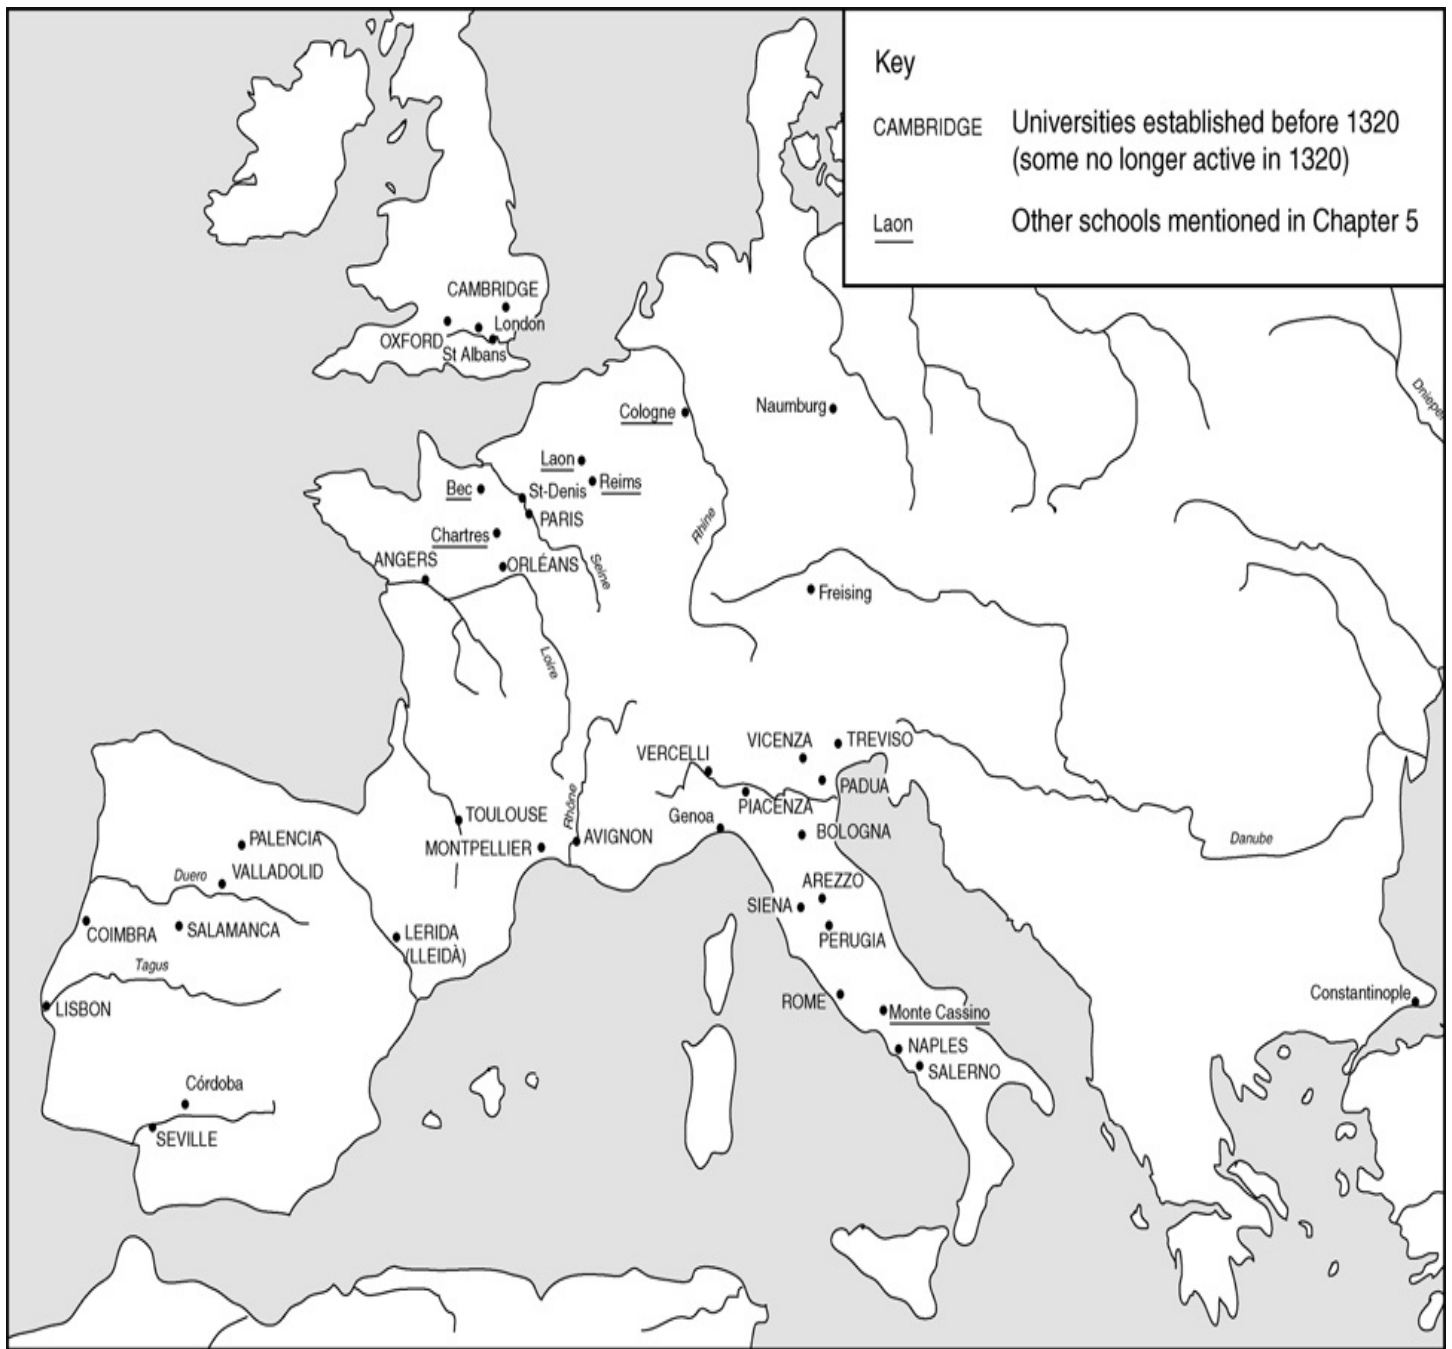 Key
CAMBRIDGE
Universities established before 1320
(some no longer active in 1320)
Laon
Other schools mentioned in Chapter 5
CAMBRIDGE
London
OXFORD
St Albans
Dnieper
Cologne
Naumburg
Laon
Reims
Bec
St-Denis
PARIS
Rhine
Chartres
ANGERS
ORLÉANS
Seine
Freising
Loire
VERCELLI
VICENZA
TREVISO
PADUA
PIACENZA
Rhône
TOULOUSE
Genoa
MONTPELLIER
AVIGNON
BOLOGNA
Danube
PALENCIA
Duero
VALLADOLID
AREZZO
SIENA
COIMBRA
SALAMANCA
LERIDA
(LLEIDÀ)
PERUGIA
Tagus
LISBON
ROME
Monte Cassino
Constantinople
NAPLES
SALERNO
Córdoba
SEVILLE